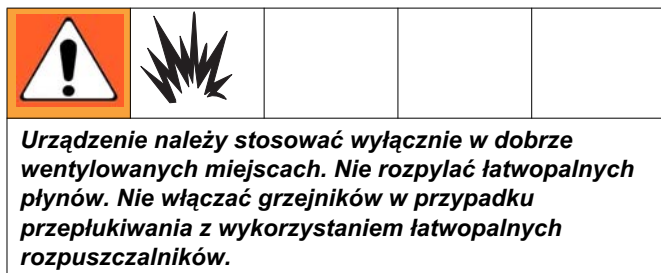 Urządzenie należy stosować wyłącznie w dobrze
wentylowanych miejscach. Nie rozpylać łatwopalnych
płynów. Nie włączać grzejników w przypadku
przepłukiwania z wykorzystaniem łatwopalnych
rozpuszczalników.